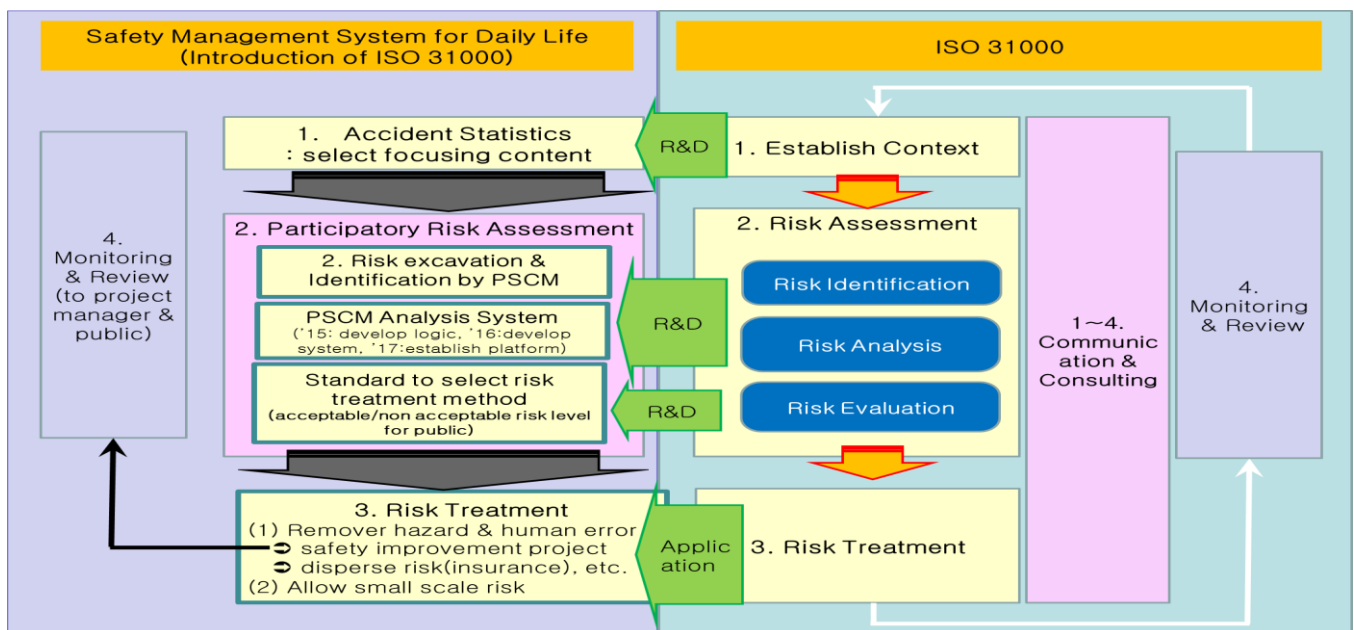 Safety Management System for Daily Life
(Introduction of ISO 31000)
ISO 31000
1. Accident Statistics
: select focusing content
R&D
1. Establish Context
2. Participatory Risk Assessment
2. Risk excavation &
Identification by PSCM
PSCM Analysis System
('15: develop logic, '16:develop
system, '17:establish platform)
Standard to select risk
treatment method
(acceptable/non acceptable risk level
for public)
R&D
R&D
2. Risk Assessment
Risk Identification
Risk Analysis
Risk Evaluation
4.
Monitoring
& Review
(to project
manager &
public)
1~4.
Communic
ation &
Consulting
4.
Monitoring
& Review
3. Risk Treatment
(1) Remover hazard & human error
➲ safety improvement project
➲ disperse risk(insurance), etc.
(2) Allow small scale risk
Applic
ation
3. Risk Treatment